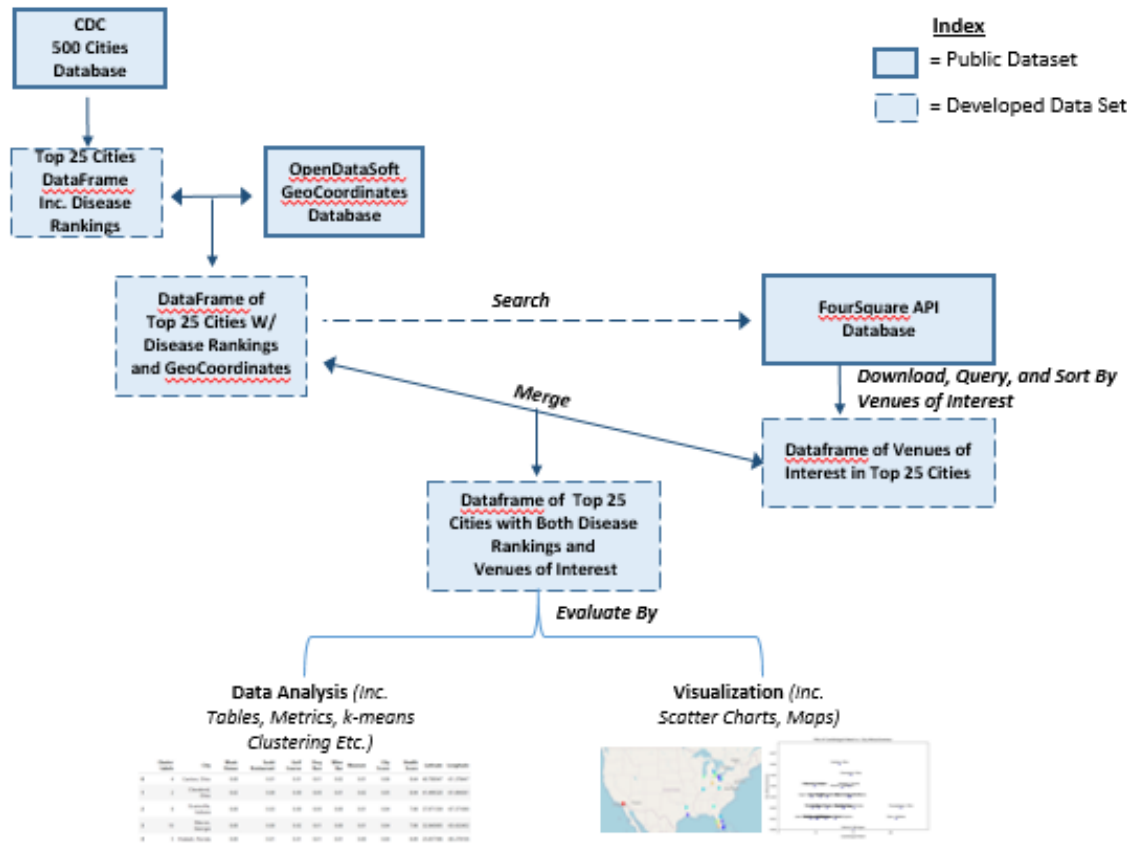 CDC
500 Cities
Database
Index
= Public Dataset
= Developed Data Set
Top 25 Cities
DataFrame
Inc. Disease
Rankings
OpenDataSoft
GeoCoordinates
Database
DataFrame of
Top 25 Cities W/
Disease Rankings
and GeoCoordinates
Search
FourSquare API
Database
Download, Query, and Sort By
Venues of Interest
Merge
Dataframe of Venues of
Interest in Top 25 Cities
Dataframe of Top 25
Cities with Both Disease
Rankings and
Venues of Interest
Evaluate By
Data Analysis (Inc.
Tables, Metrics, k-means
Clustering Etc.)
Visualization (Inc.
Scatter Charts, Maps)